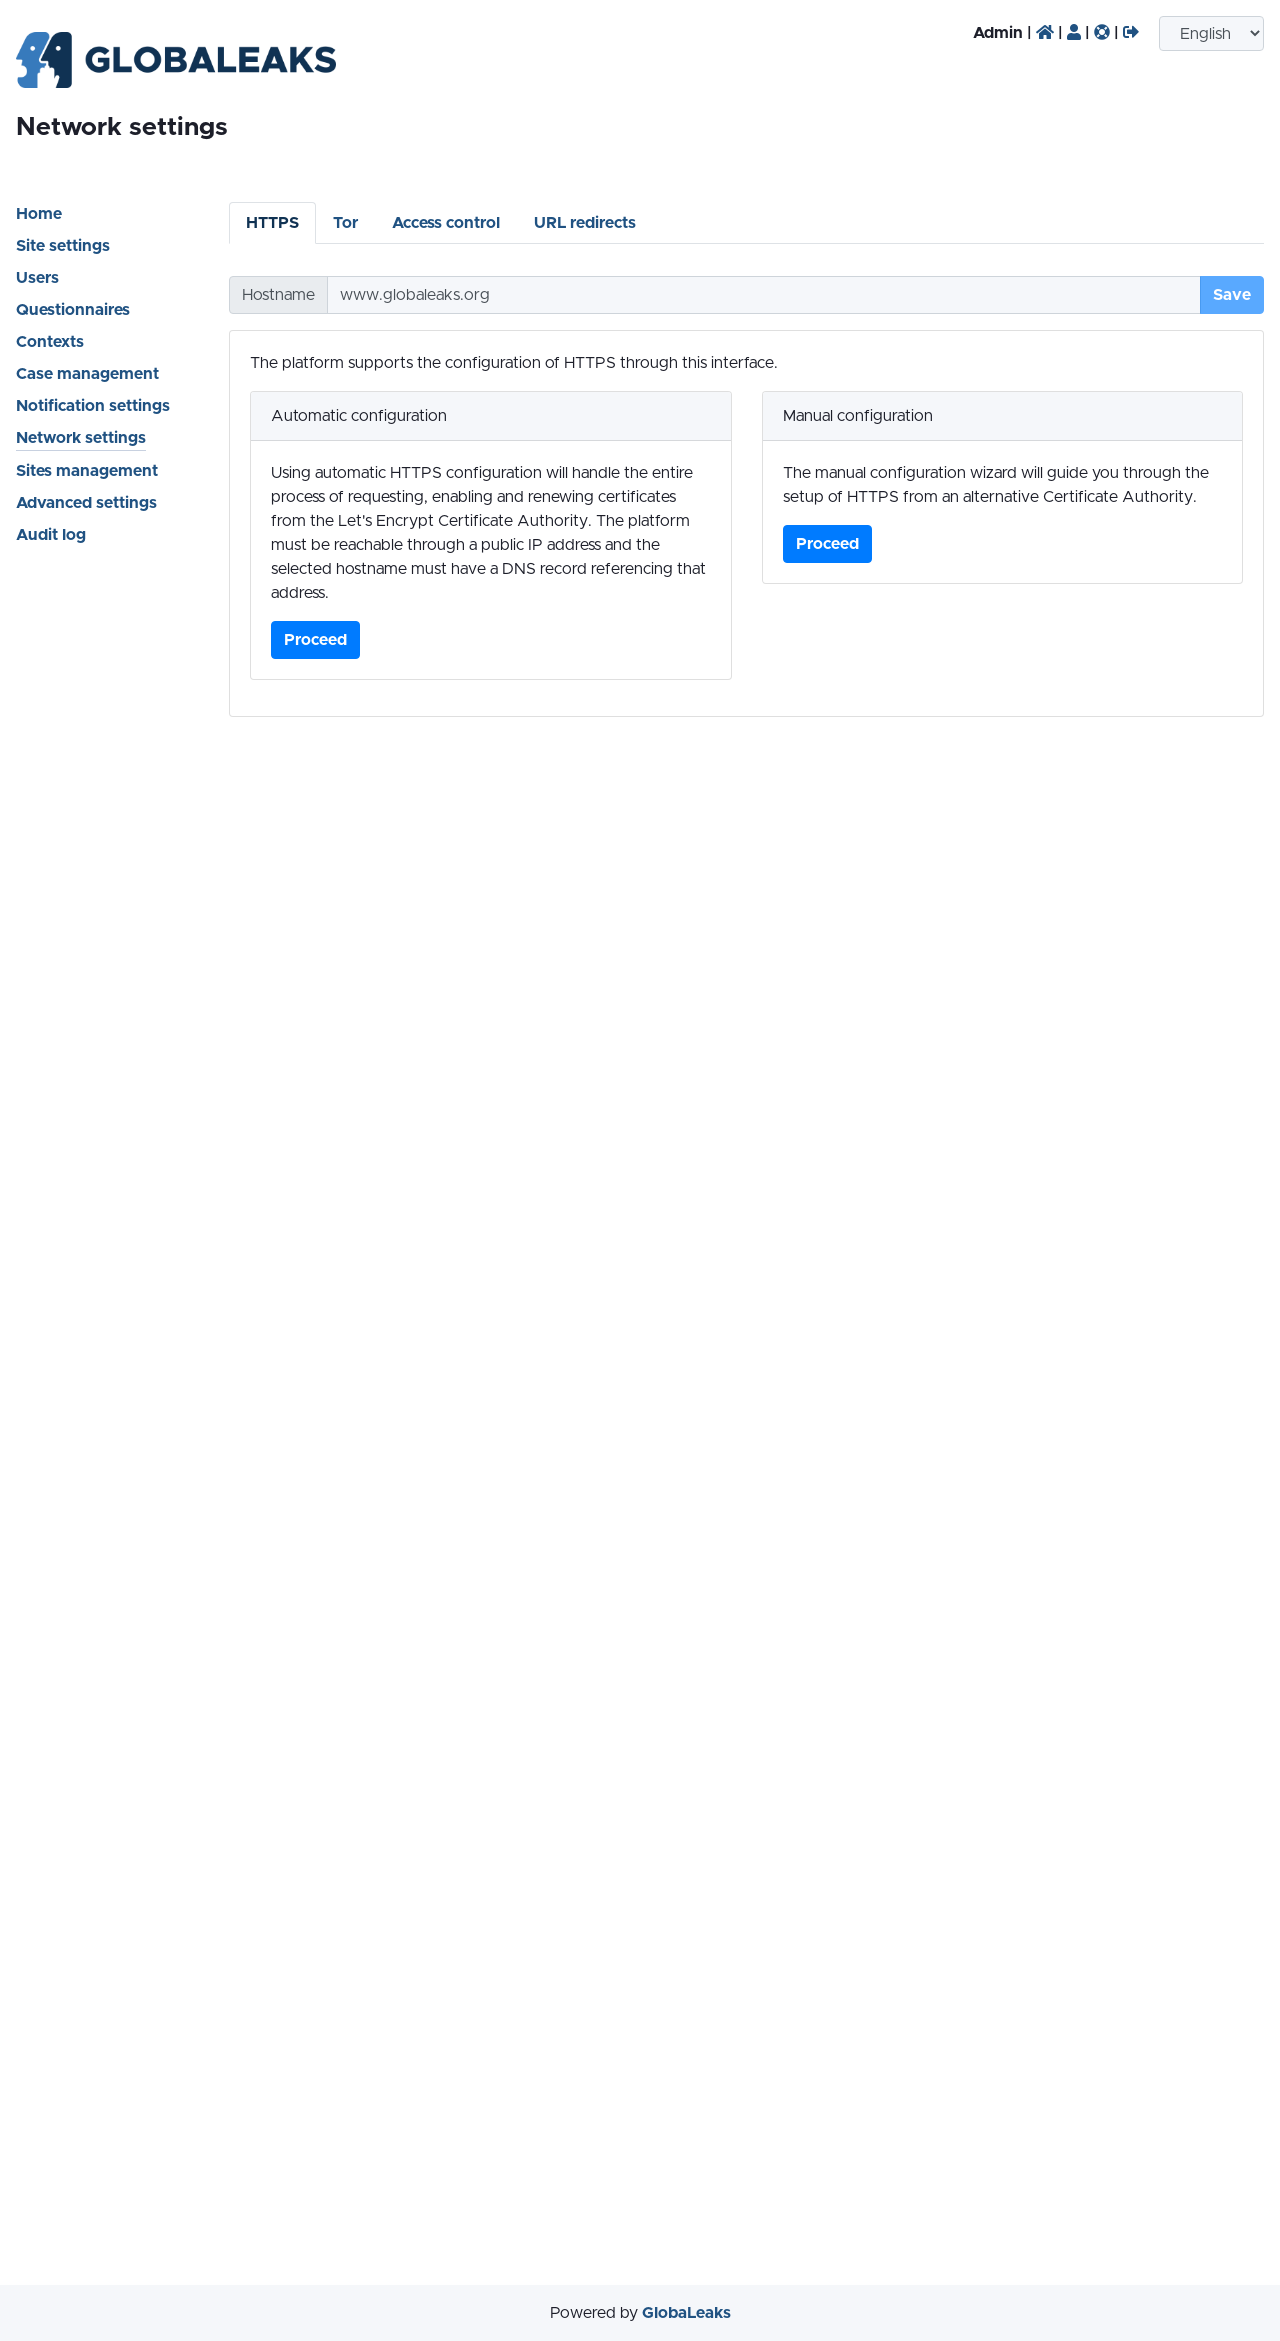 GLOBALEAKS
Admin | | | |
English
Network settings
Home
Site settings
Users
Questionnaires
Contexts
Case management
Notification settings
Network settings
Sites management
Advanced settings
Audit log
HTTPS Tor Access control URL redirects
Hostname www.globaleaks.org Save
The platform supports the configuration of HTTPS through this interface.
Automatic configuration
Using automatic HTTPS configuration will handle the entire
process of requesting, enabling and renewing certificates
from the Let's Encrypt Certificate Authority. The platform
must be reachable through a public IP address and the
selected hostname must have a DNS record referencing that
address.
Proceed
Manual configuration
The manual configuration wizard will guide you through the
setup of HTTPS from an alternative Certificate Authority.
Proceed
Powered by GlobaLeaks